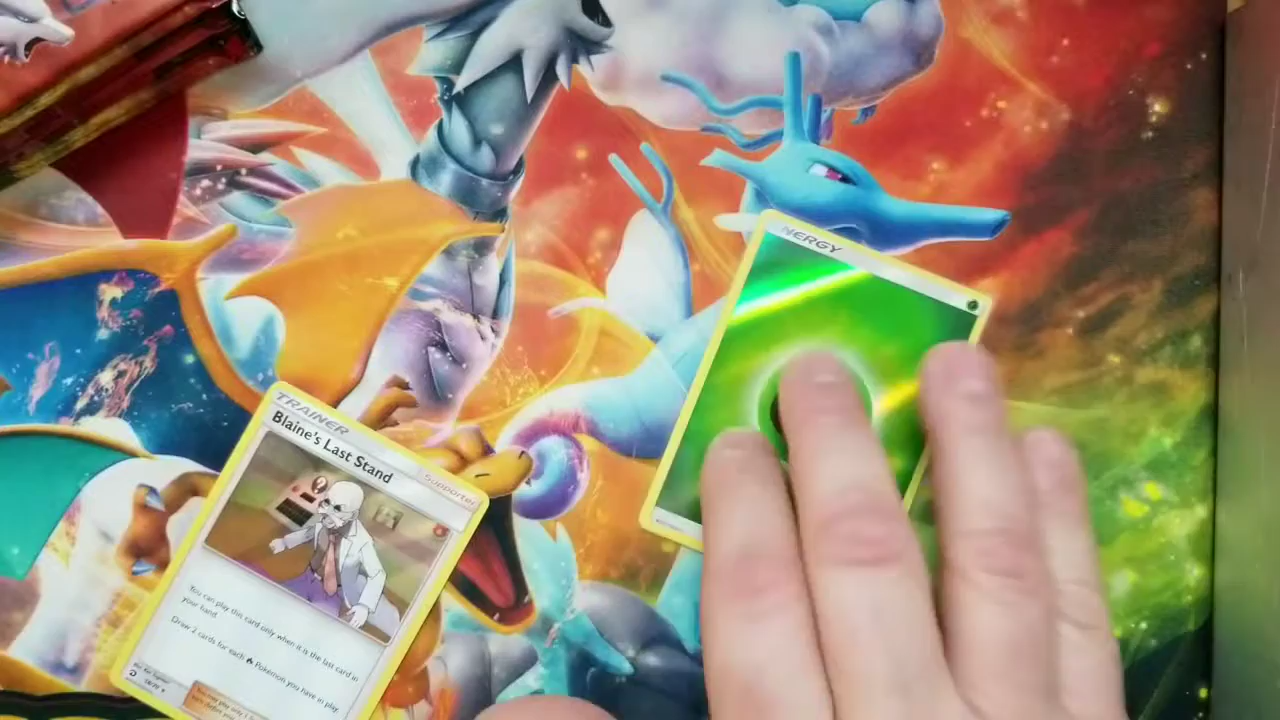 NERGY
TRAINER
Blaine's Last Stand
Supporter
?
You can play this card only when it is the last card in
your hand.
Draw 2 cards for each Pokémon you have in play.